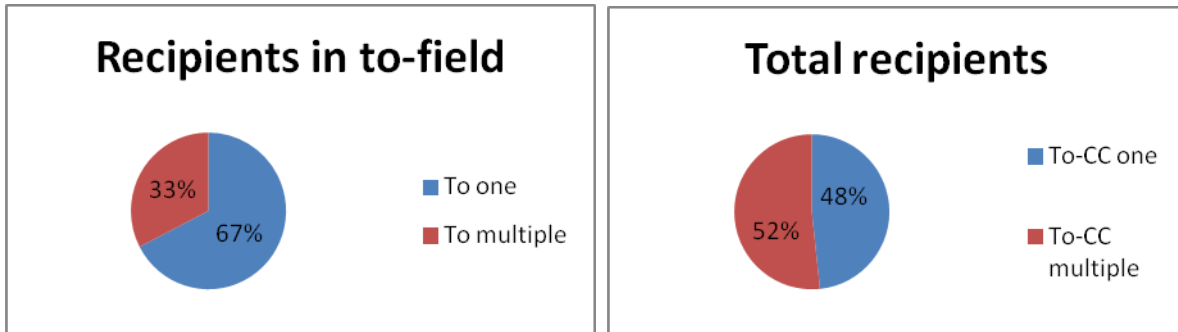 Recipients in to-field
33%
67%
To one
To multiple
Total recipients
48%
52%
To-CC one
To-CC
multiple